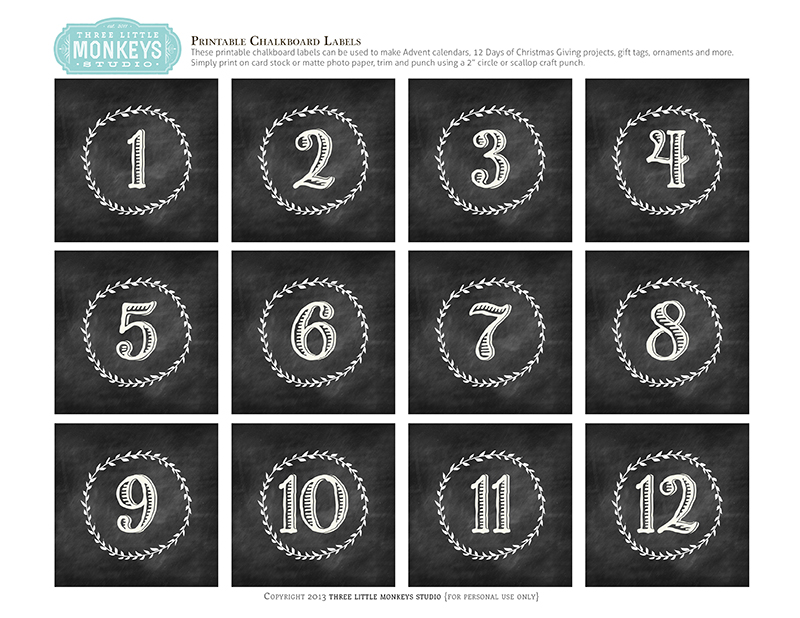 EST. 2010
THREE LITTLE
MONKEYS
STUDIO
Printable Chalkboard Labels
These printable chalkboard labels can be used to make Advent calendars, 12 Days of Christmas Giving projects, gift tags, ornaments and more.
Simply print on card stock or matte photo paper, trim and punch using a 2" circle or scallop craft punch.
1 2 3 4
5 6 7 8
9 10 11 12
Copyright 2013 three little monkeys studio {for personal use only}